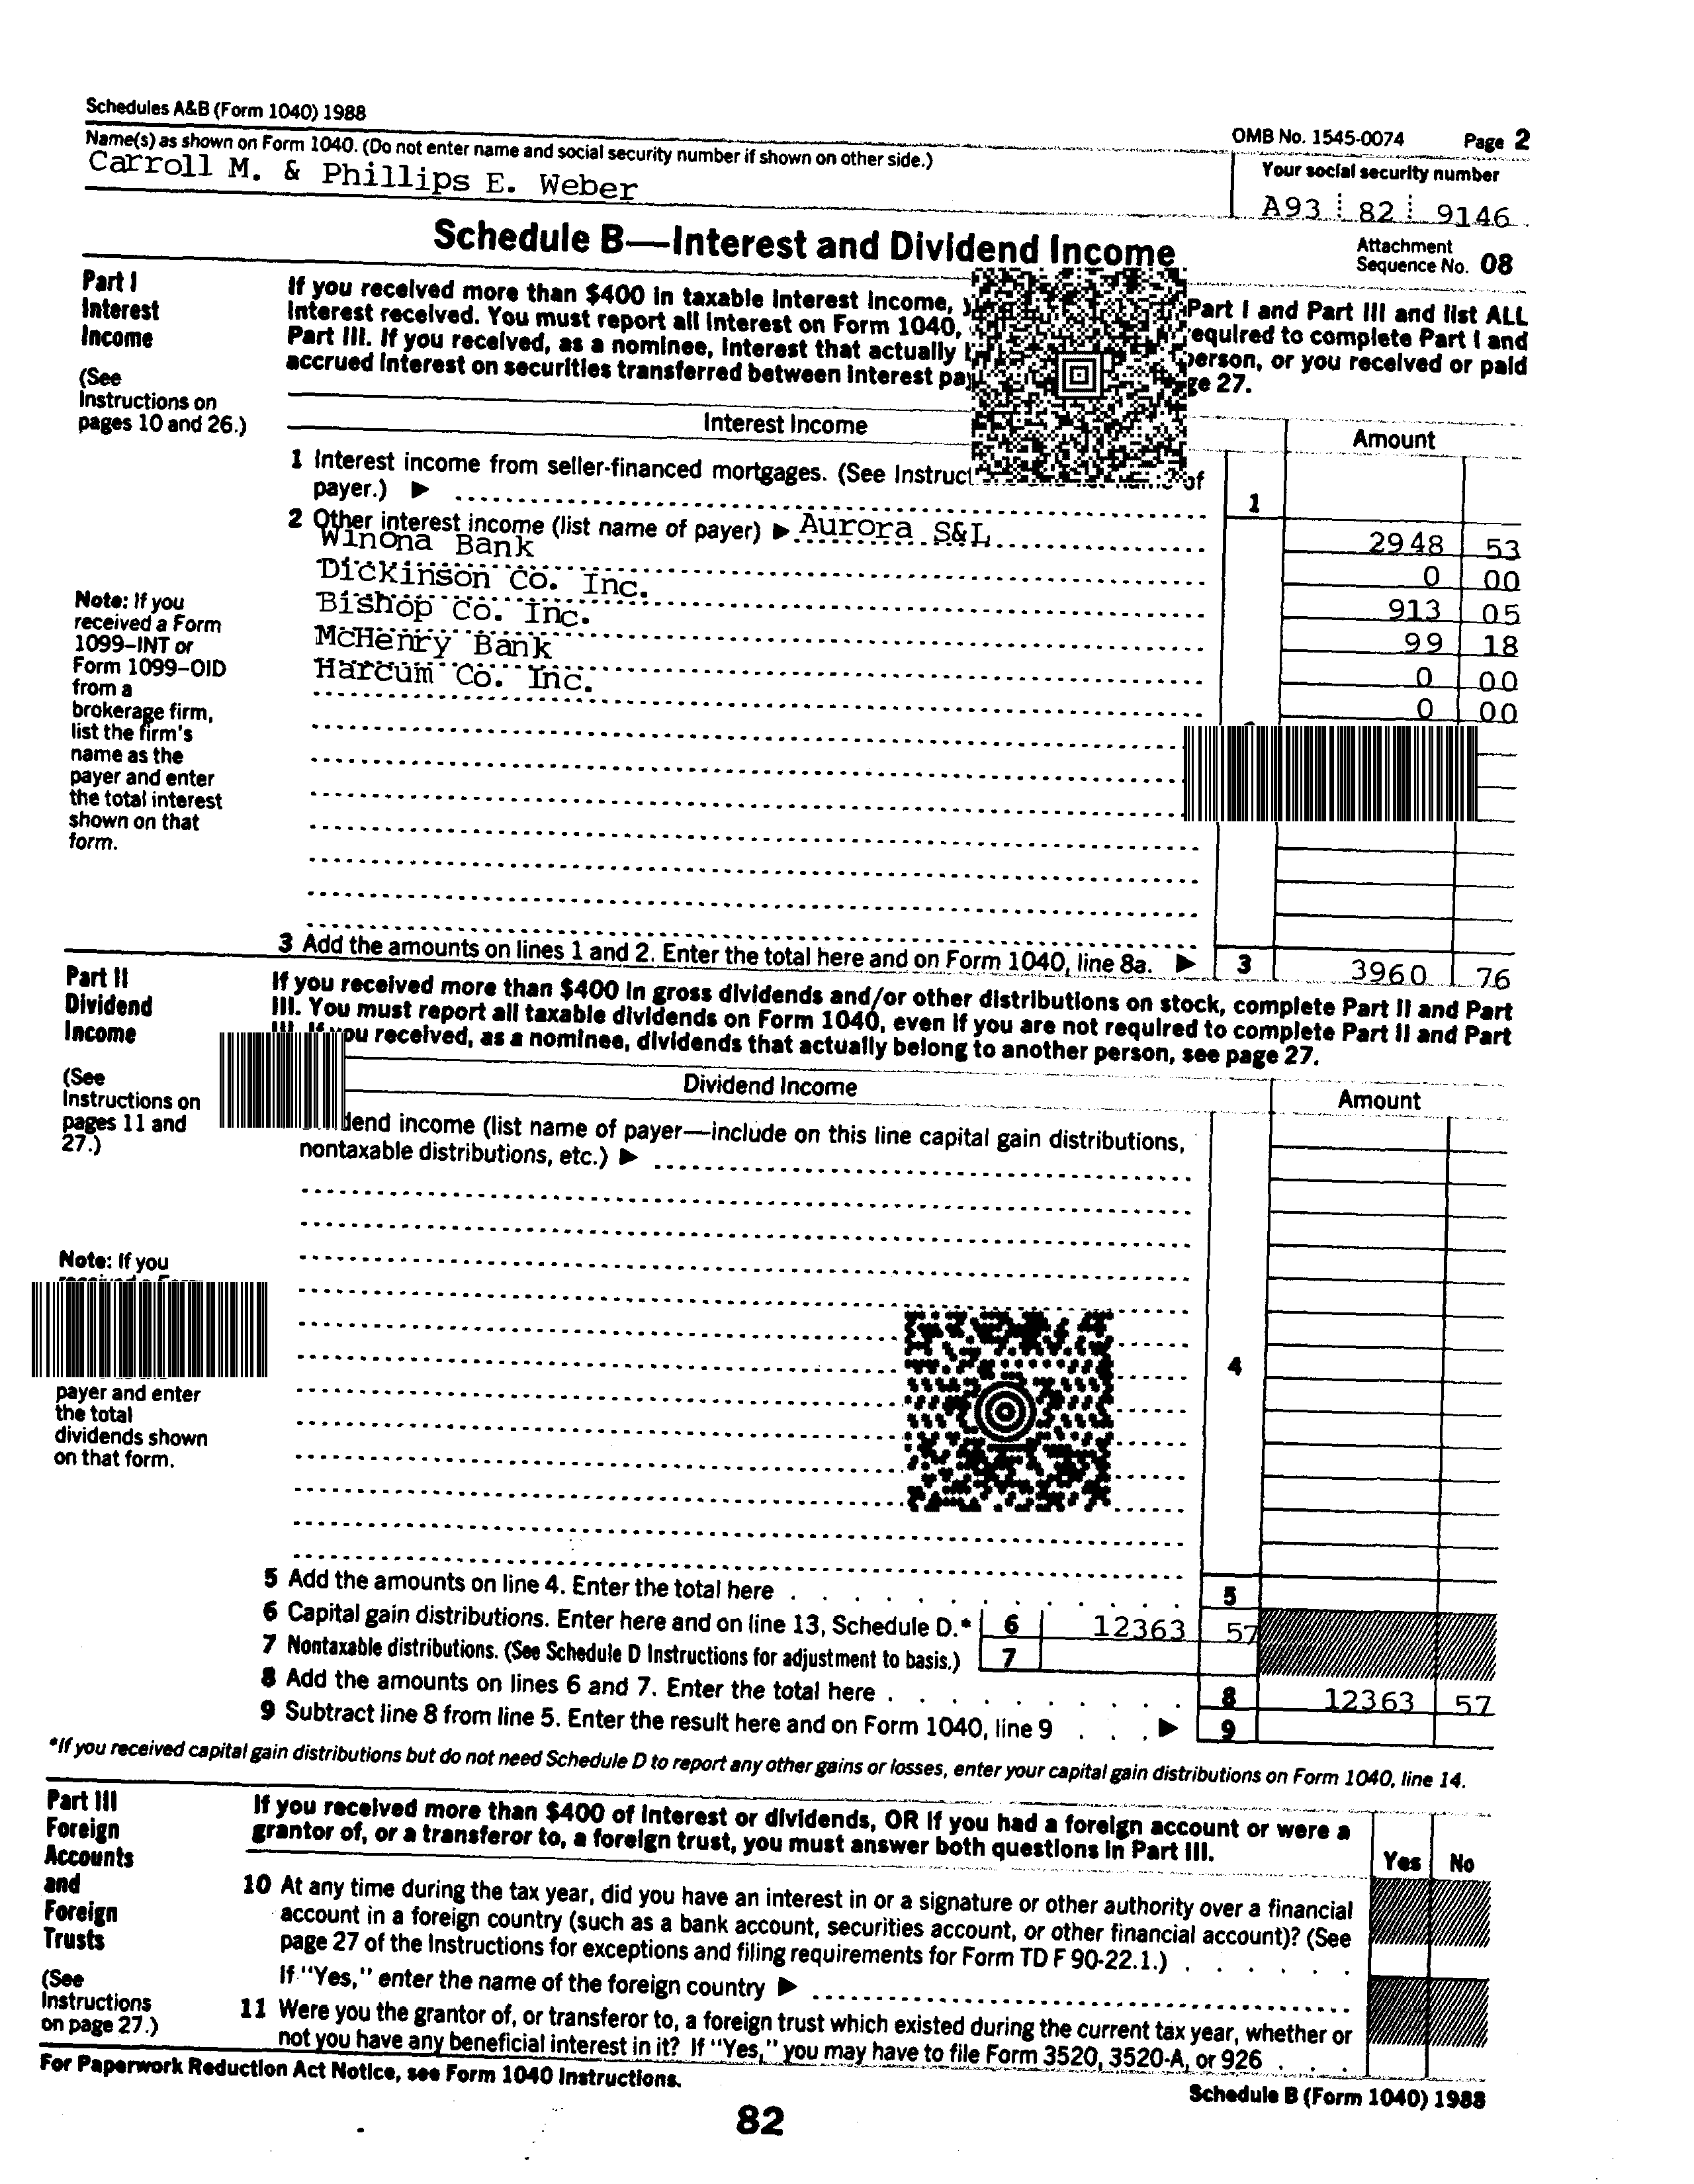 Schedules A&B (Form 1040) 1988
OMB No. 1545-0074 Page 2
Name(s) as shown on Form 1040. (Do not enter name and social security number if shown on other side.)
Your social security number
Carroll M. & Phillips E. Weber
A93 82 9146
Schedule B—Interest and Dividend Income
Attachment
Sequence No. 08
Part I
Interest
Income
(See
Instructions on
pages 10 and 26.)
If you received more than $400 in taxable interest income, Part I and Part III and list ALL
interest received. You must report all interest on Form 1040, required to complete Part I and
Part III. If you received, as a nominee, interest that actually person, or you received or paid
accrued interest on securities transferred between interest 27.
Interest Income
Amount
1 Interest income from seller-financed mortgages. (See of
payer.) ▶
1
2 Other interest income (list name of payer) ▶ Aurora S&L
2948 53
Winona Bank
0 00
Dickinson Co. Inc.
913 05
Bishop Co. Inc.
99 18
McHenry Bank
0 00
Harcum Co. Inc.
0 00
Note: If you
received a Form
1099-INT or
Form 1099-OID
from a
brokerage firm,
list the firm's
name as the
payer and enter
the total interest
shown on that
form.
3 Add the amounts on lines 1 and 2. Enter the total here and on Form 1040, line 8a. ▶ 3 3960 76
Part II
Dividend
Income
(See
Instructions on
pages 11 and
27.)
If you received more than $400 in gross dividends and/or other distributions on stock, complete Part II and Part
III. You must report all taxable dividends on Form 1040, even if you are not required to complete Part II and Part
If you received, as a nominee, dividends that actually belong to another person, see page 27.
Dividend Income
Amount
income (list name of payer—include on this line capital gain distributions,
nontaxable distributions, etc.) ▶
4
Note: If you
payer and enter
the total
dividends shown
on that form.
5 Add the amounts on line 4. Enter the total here . . . . . . . . . . . 5
6 Capital gain distributions. Enter here and on line 13, Schedule D.* 6 12363 57
7 Nontaxable distributions. (See Schedule D Instructions for adjustment to basis.) 7
8 Add the amounts on lines 6 and 7. Enter the total here . . . . . . . . . 8 12363 57
9 Subtract line 8 from line 5. Enter the result here and on Form 1040, line 9 . . . ▶ 9
*If you received capital gain distributions but do not need Schedule D to report any other gains or losses, enter your capital gain distributions on Form 1040, line 14.
Part III
Foreign
Accounts
and
Foreign
Trusts
(See
Instructions
on page 27.)
If you received more than $400 of interest or dividends, OR if you had a foreign account or were a
grantor of, or a transferor to, a foreign trust, you must answer both questions in Part III.
Yes No
10 At any time during the tax year, did you have an interest in or a signature or other authority over a financial
account in a foreign country (such as a bank account, securities account, or other financial account)? (See
page 27 of the Instructions for exceptions and filing requirements for Form TD F 90-22.1.) . . . . . .
If "Yes," enter the name of the foreign country ▶
11 Were you the grantor of, or transferor to, a foreign trust which existed during the current tax year, whether or
not you have any beneficial interest in it? If "Yes," you may have to file Form 3520, 3520-A, or 926 . . .
For Paperwork Reduction Act Notice, see Form 1040 Instructions.
Schedule B (Form 1040) 1988
82